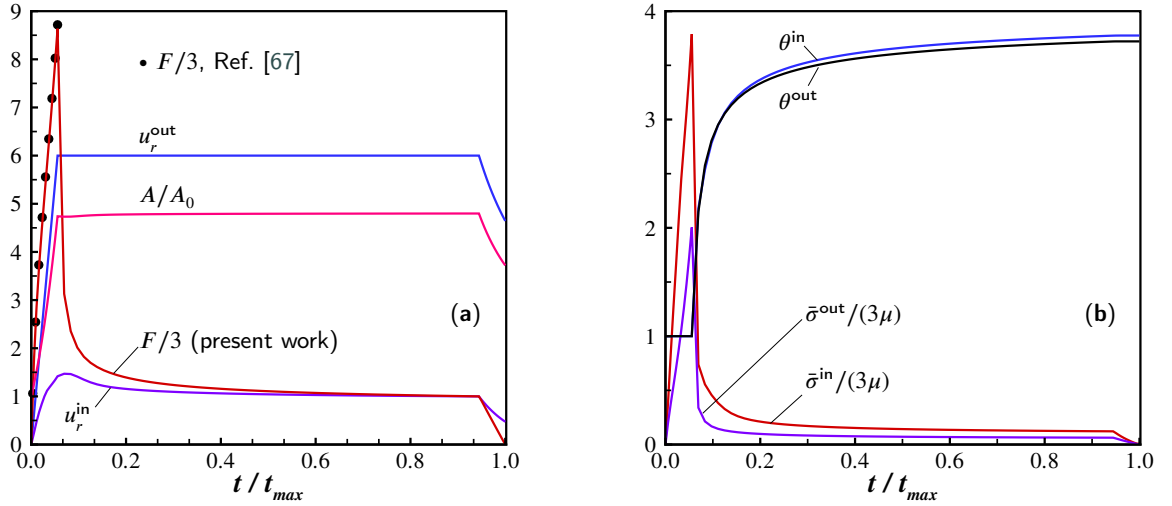 9
8
7
6
5
4
3
2
1
0
0.0 0.2 0.4 0.6 0.8 1.0
t / t_max
• F/3, Ref. [67]
u_r^out
A/A_0
(a)
F/3 (present work)
u_r^in
4
3
2
1
0
0.0 0.2 0.4 0.6 0.8 1.0
t / t_max
θ^in
θ^out
σ̄^out/(3μ)
(b)
σ̄^in/(3μ)